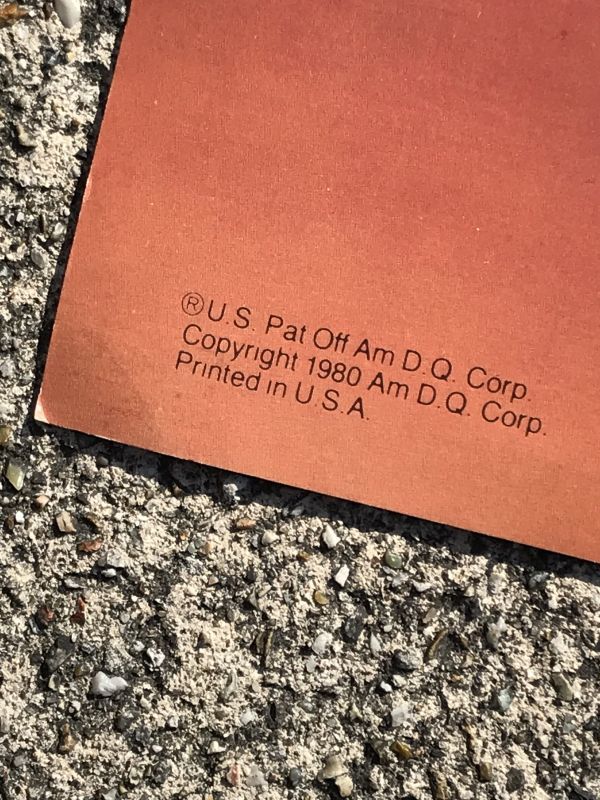 ®U.S. Pat Off Am D.Q. Corp.
Copyright 1980 Am D.Q. Corp.
Printed in U.S.A.